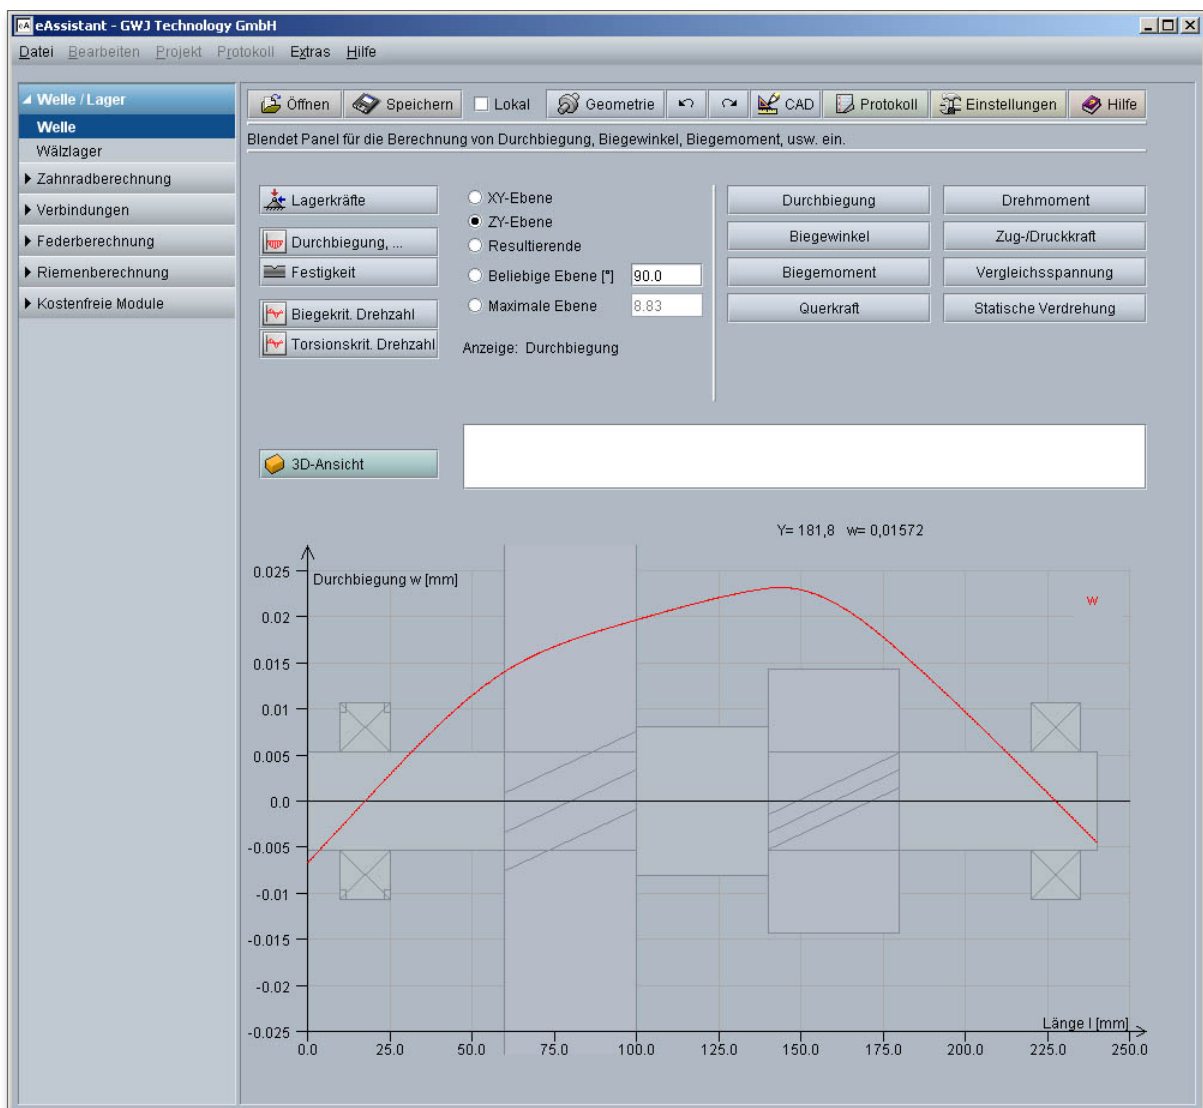 eA eAssistant - GWJ Technology GmbH
Datei Bearbeiten Projekt Protokoll Extras Hilfe
Welle / Lager
Welle
Wälzlager
Zahnradberechnung
Verbindungen
Federberechnung
Riemenberechnung
Kostenfreie Module
Öffnen Speichern Lokal Geometrie CAD Protokoll Einstellungen Hilfe
Blendet Panel für die Berechnung von Durchbiegung, Biegewinkel, Biegemoment, usw. ein.
Lagerkräfte
Durchbiegung, ...
Festigkeit
Biegekrit. Drehzahl
Torsionskrit. Drehzahl
XY-Ebene
ZY-Ebene
Resultierende
Beliebige Ebene [°] 90.0
Maximale Ebene 8.83
Anzeige: Durchbiegung
Durchbiegung Drehmoment
Biegewinkel Zug-/Druckkraft
Biegemoment Vergleichsspannung
Querkraft Statische Verdrehung
3D-Ansicht
Y= 181,8 w= 0,01572
Durchbiegung w [mm]
w
0.025
0.02
0.015
0.01
0.005
0.0
-0.005
-0.01
-0.015
-0.02
-0.025
Länge l [mm]
0.0 25.0 50.0 75.0 100.0 125.0 150.0 175.0 200.0 225.0 250.0